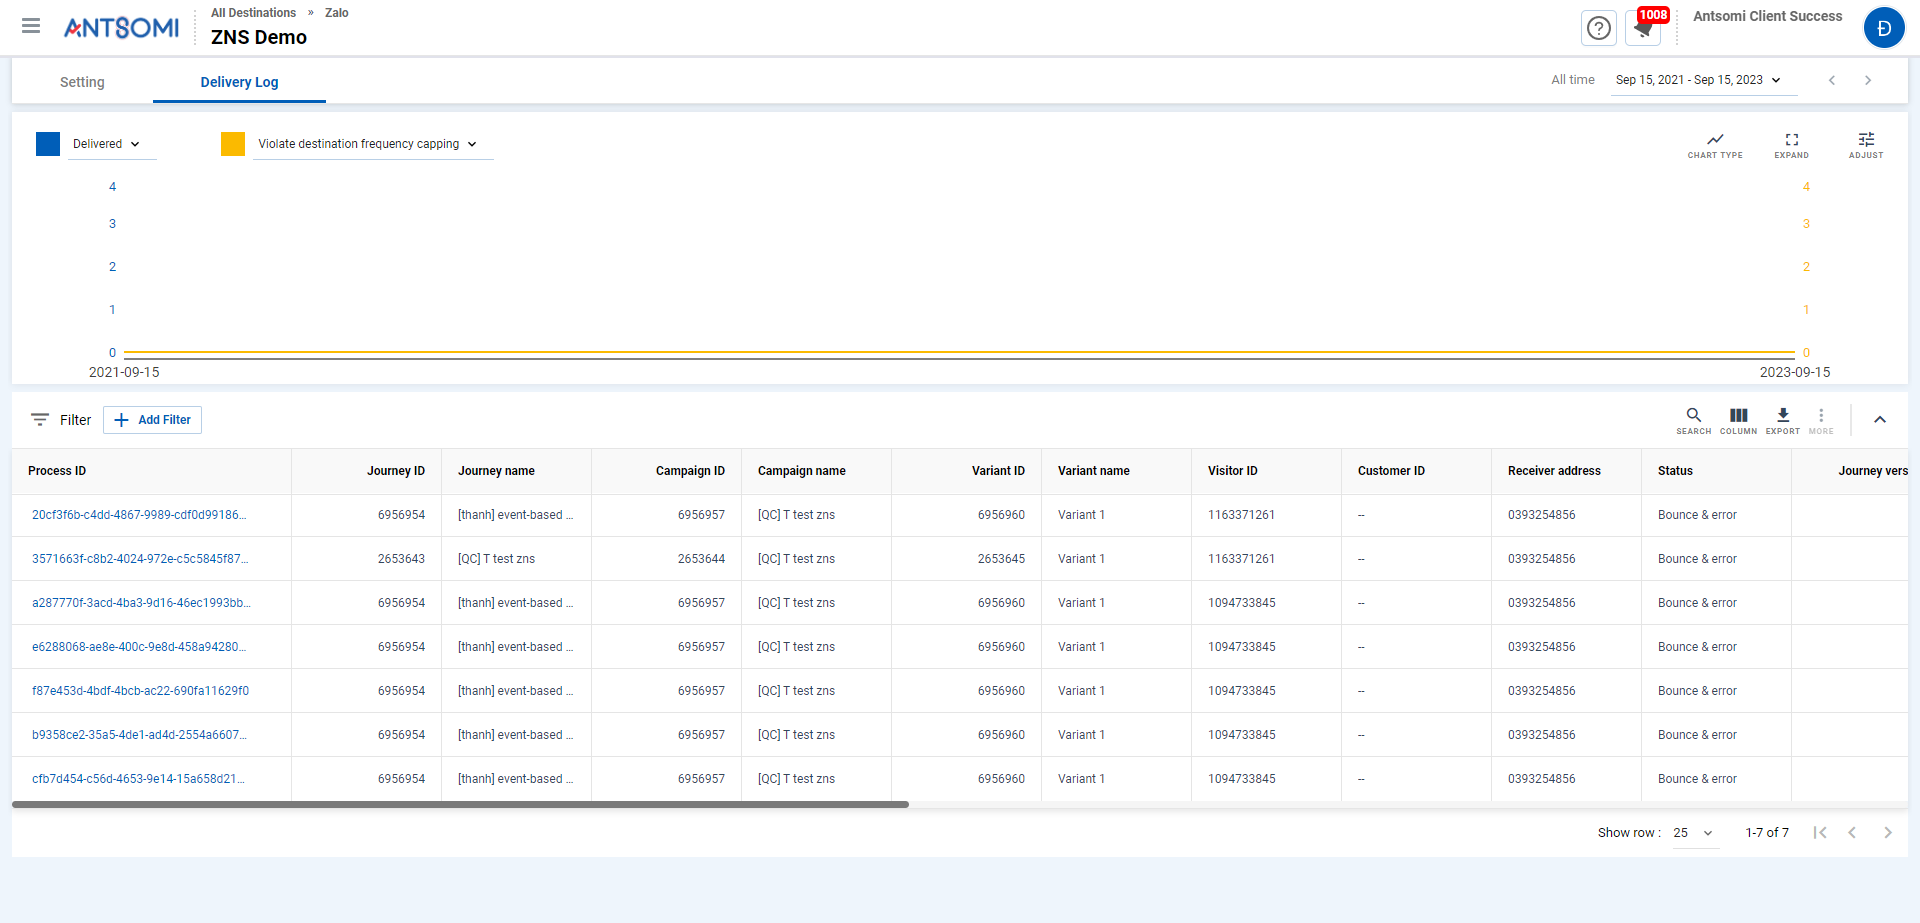 ANTSOMI
All Destinations » Zalo
ZNS Demo
1008
Antsomi Client Success
Đ
Setting
Delivery Log
All time
Sep 15, 2021 - Sep 15, 2023
Delivered
Violate destination frequency capping
CHART TYPE
EXPAND
ADJUST
4 4
3 3
2 2
1 1
0 0
2021-09-15 2023-09-15
Filter
Add Filter
SEARCH
COLUMN
EXPORT
MORE
Process ID Journey ID Journey name Campaign ID Campaign name Variant ID Variant name Visitor ID Customer ID Receiver address Status Journey vers
20cf3f6b-c4dd-4867-9989-cdf0d99186... 6956954 [thanh] event-based ... 6956957 [QC] T test zns 6956960 Variant 1 1163371261 -- 0393254856 Bounce & error
3571663f-c8b2-4024-972e-c5c5845f87... 2653643 [QC] T test zns 2653644 [QC] T test zns 2653645 Variant 1 1163371261 -- 0393254856 Bounce & error
a287770f-3acd-4ba3-9d16-46ec1993bb... 6956954 [thanh] event-based ... 6956957 [QC] T test zns 6956960 Variant 1 1094733845 -- 0393254856 Bounce & error
e6288068-ae8e-400c-9e8d-458a94280... 6956954 [thanh] event-based ... 6956957 [QC] T test zns 6956960 Variant 1 1094733845 -- 0393254856 Bounce & error
f87e453d-4bdf-4bcb-ac22-690fa11629f0 6956954 [thanh] event-based ... 6956957 [QC] T test zns 6956960 Variant 1 1094733845 -- 0393254856 Bounce & error
b9358ce2-35a5-4de1-ad4d-2554a6607... 6956954 [thanh] event-based ... 6956957 [QC] T test zns 6956960 Variant 1 1094733845 -- 0393254856 Bounce & error
cfb7d454-c56d-4653-9e14-15a658d21... 6956954 [thanh] event-based ... 6956957 [QC] T test zns 6956960 Variant 1 1094733845 -- 0393254856 Bounce & error
Show row : 25 1-7 of 7